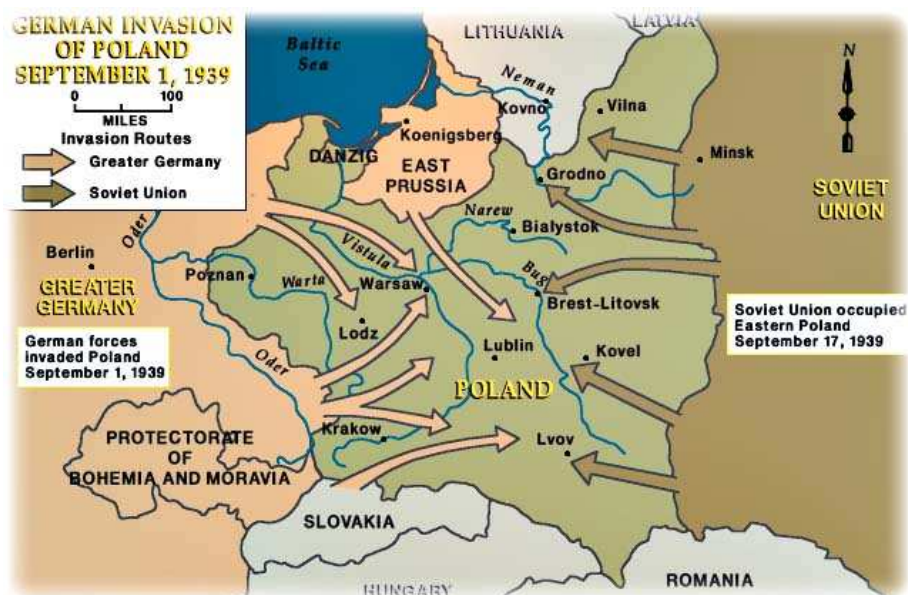 GERMAN INVASION
OF POLAND
SEPTEMBER 1, 1939
0 100
MILES
Invasion Routes
Greater Germany
Soviet Union
Baltic
Sea
LITHUANIA
LATVIA
N
Neman
Kovno
Vilna
Koenigsberg
DANZIG
EAST
PRUSSIA
Minsk
Grodno
SOVIET
UNION
Oder
Narew
Bialystok
Berlin
Vistula
Poznan
Warta
Warsaw
Bug
Brest-Litovsk
GREATER
GERMANY
Lodz
Soviet Union occupied
Eastern Poland
September 17, 1939
German forces
invaded Poland
September 1, 1939
Oder
Lublin
Kovel
POLAND
PROTECTORATE
OF
BOHEMIA AND MORAVIA
Krakow
Lvov
SLOVAKIA
HUNGARY
ROMANIA